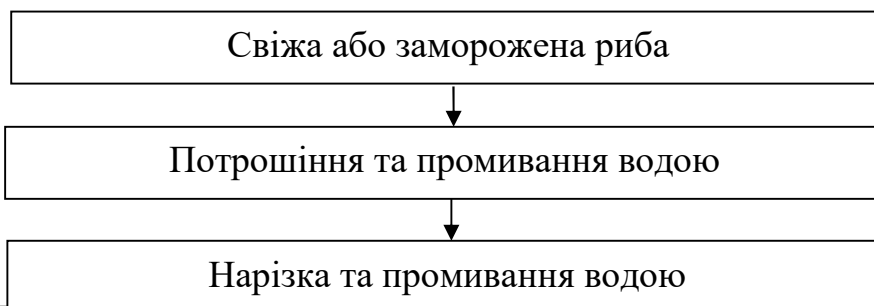 Свіжа або заморожена риба
Потрошіння та промивання водою
Нарізка та промивання водою